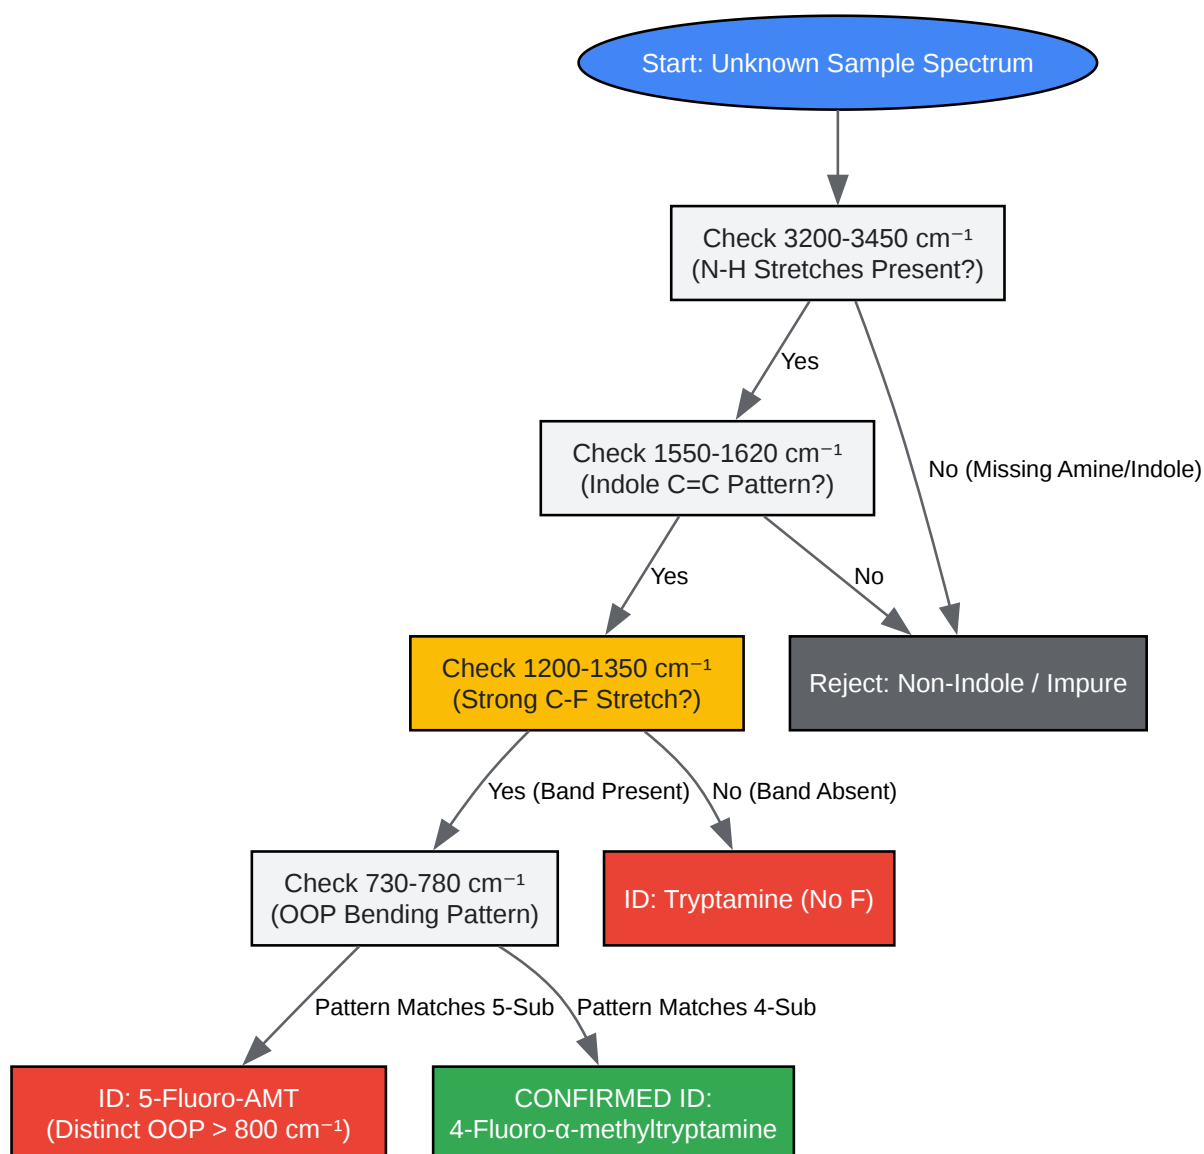 Start: Unknown Sample Spectrum
Check 3200-3450 cm⁻¹
(N-H Stretches Present?)
Yes
No (Missing Amine/Indole)
Check 1550-1620 cm⁻¹
(Indole C=C Pattern?)
Yes
No
Check 1200-1350 cm⁻¹
(Strong C-F Stretch?)
Reject: Non-Indole / Impure
Yes (Band Present)
No (Band Absent)
Check 730-780 cm⁻¹
(OOP Bending Pattern)
ID: Tryptamine (No F)
Pattern Matches 5-Sub
Pattern Matches 4-Sub
ID: 5-Fluoro-AMT
(Distinct OOP > 800 cm⁻¹)
CONFIRMED ID:
4-Fluoro-α-methyltryptamine